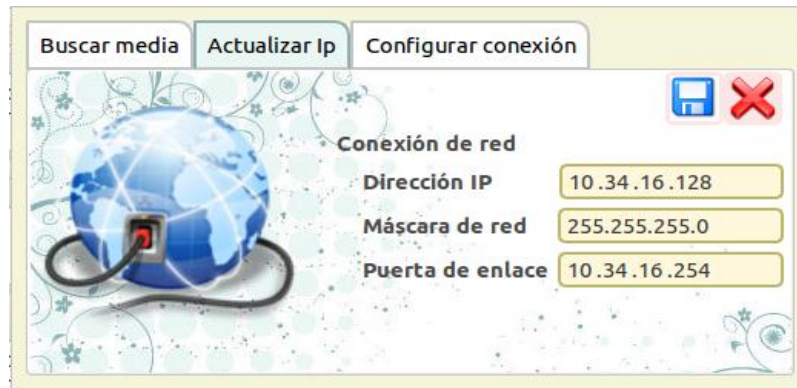 Buscar media Actualizar Ip Configurar conexión
Conexión de red
Dirección IP 10.34.16.128
Máscara de red 255.255.255.0
Puerta de enlace 10.34.16.254